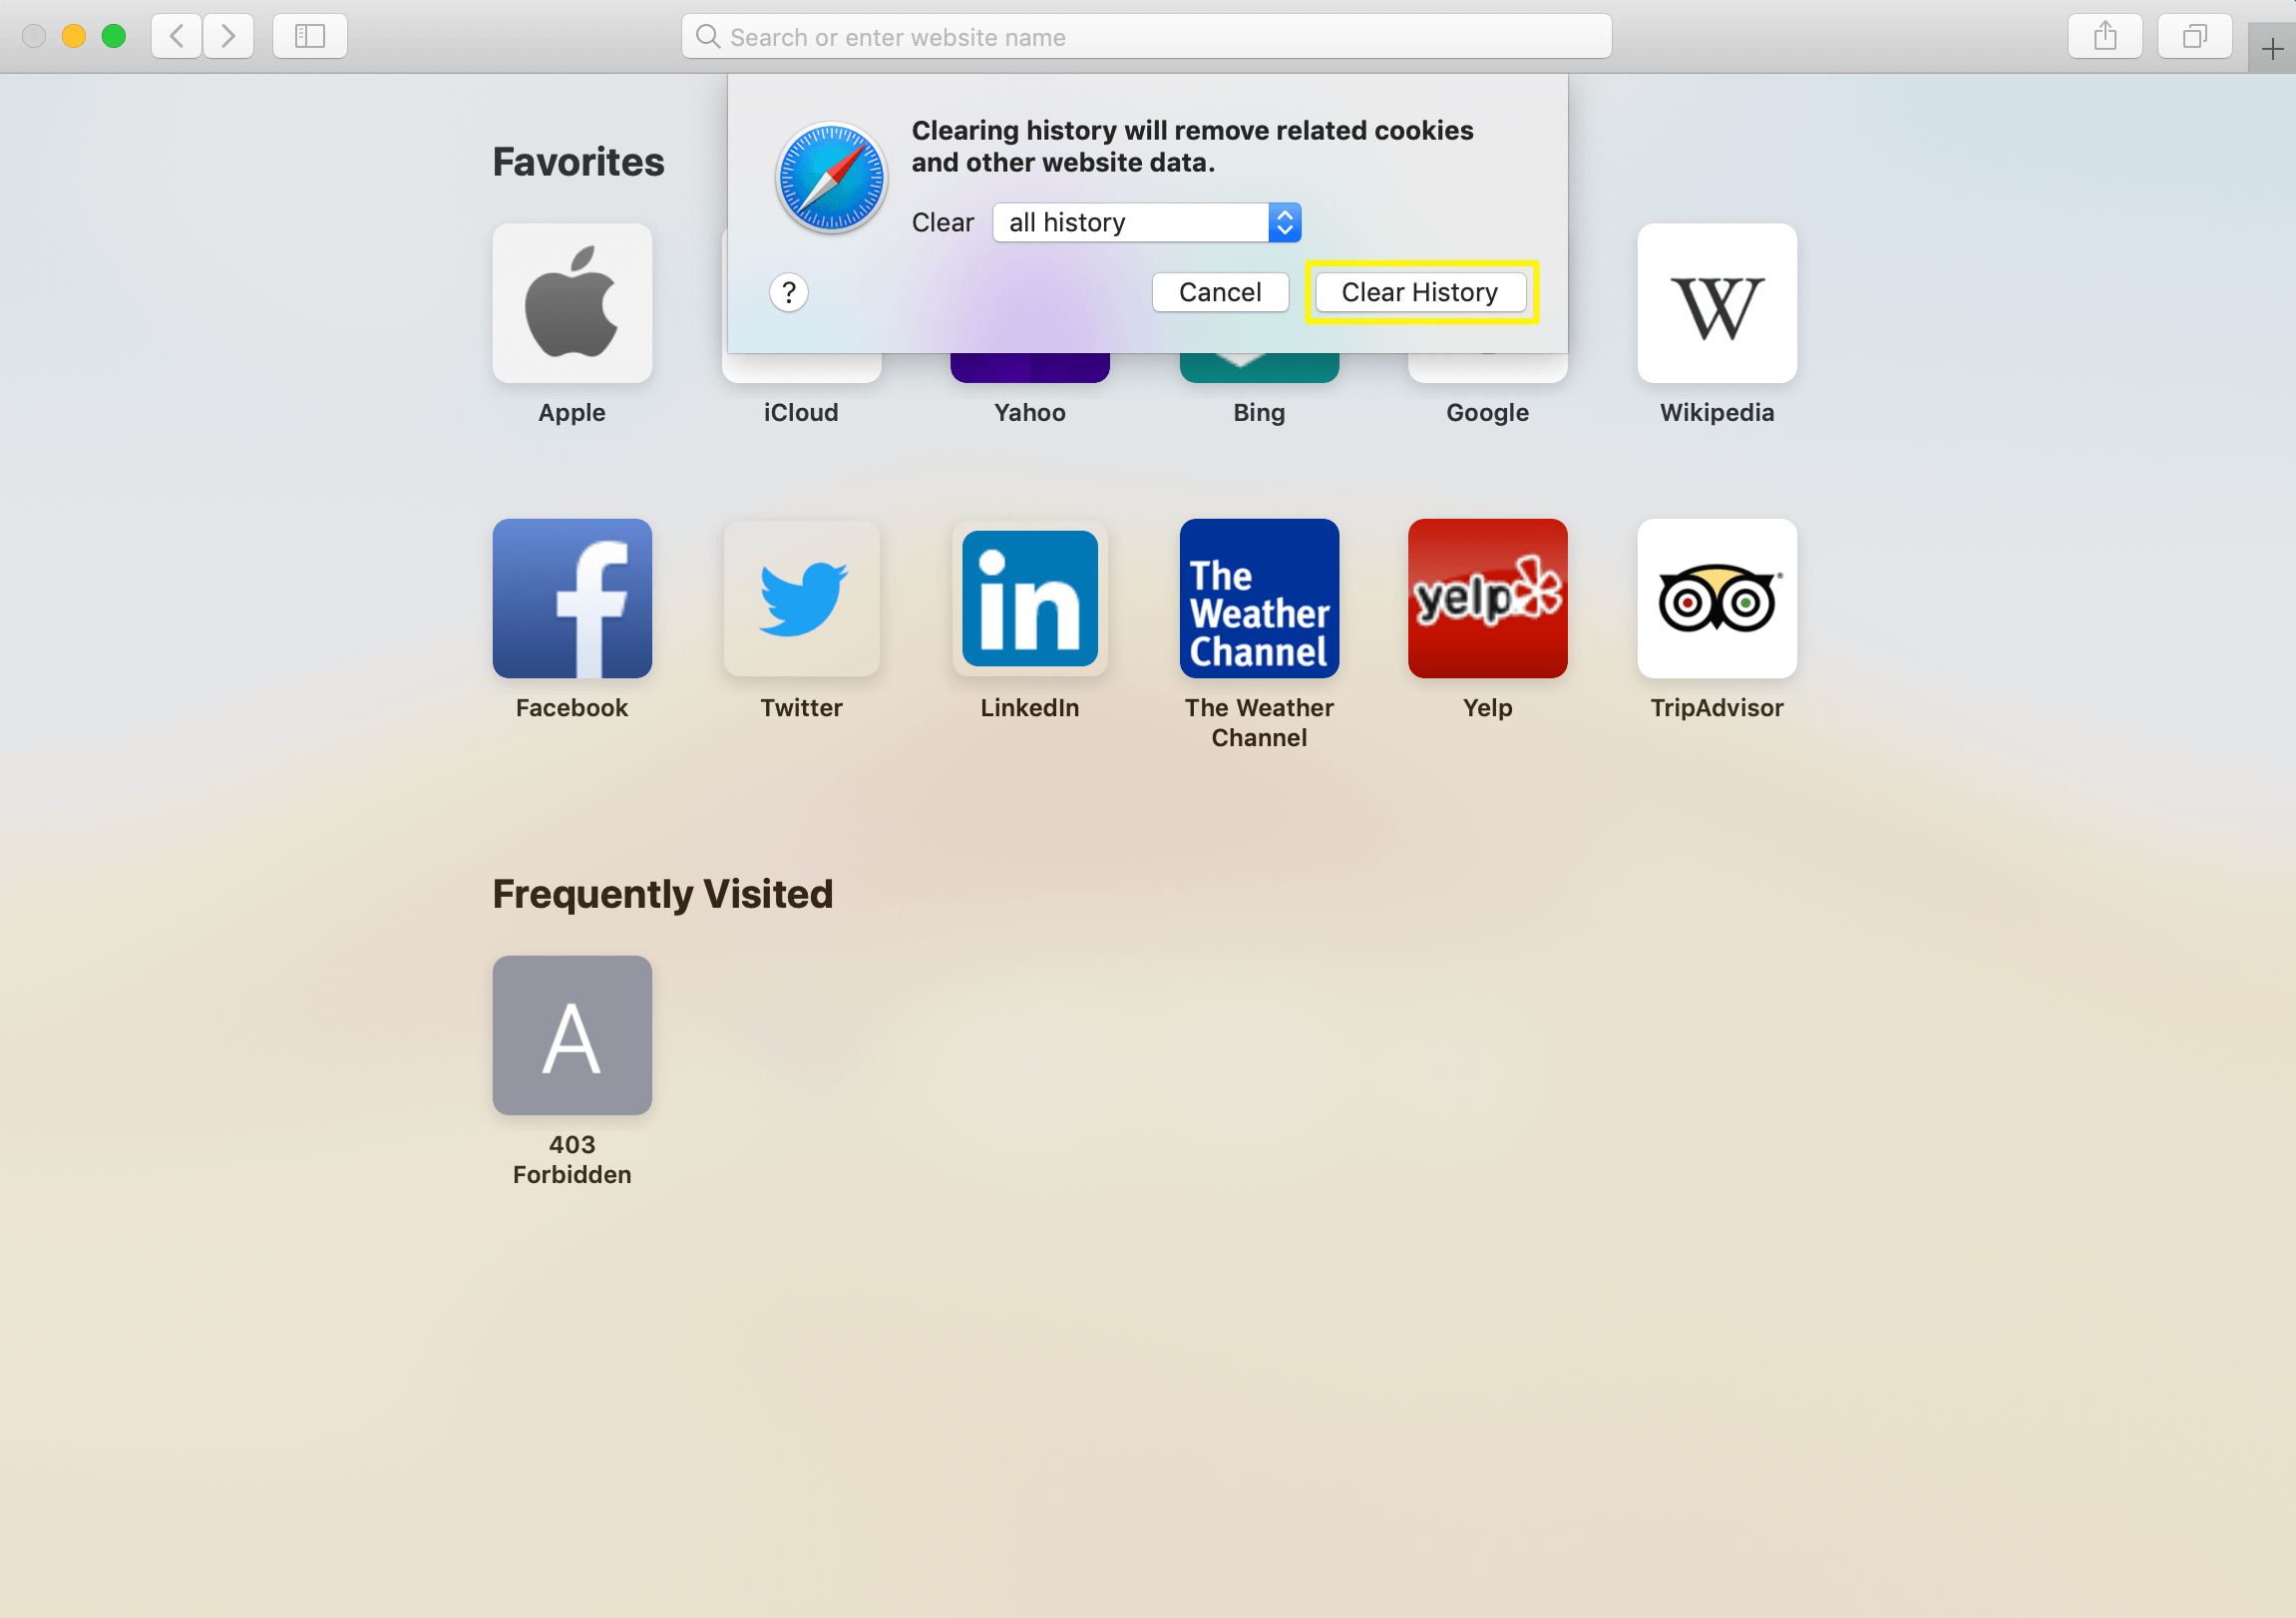 Search or enter website name
Clearing history will remove related cookies
and other website data.
Clear all history
? Cancel Clear History
Favorites
W
Apple iCloud Yahoo Bing Google Wikipedia
f in The
Weather
Channel yelp
Facebook Twitter LinkedIn The Weather
Channel Yelp TripAdvisor
Frequently Visited
A
403
Forbidden